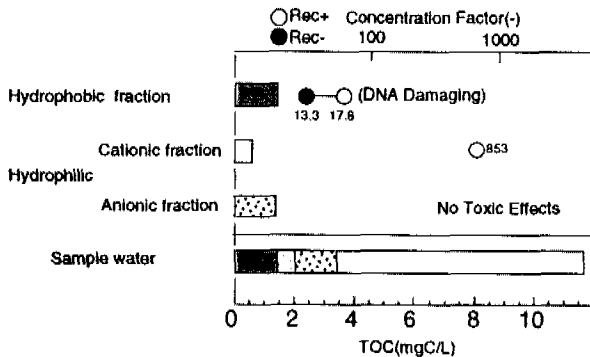 Rec+ Concentration Factor(-)
Rec- 100 1000
Hydrophobic fraction (DNA Damaging)
13.3 17.8
Cationic fraction 853
Hydrophilic
Anionic fraction No Toxic Effects
Sample water
0 2 4 6 8 10
TOC(mgC/L)